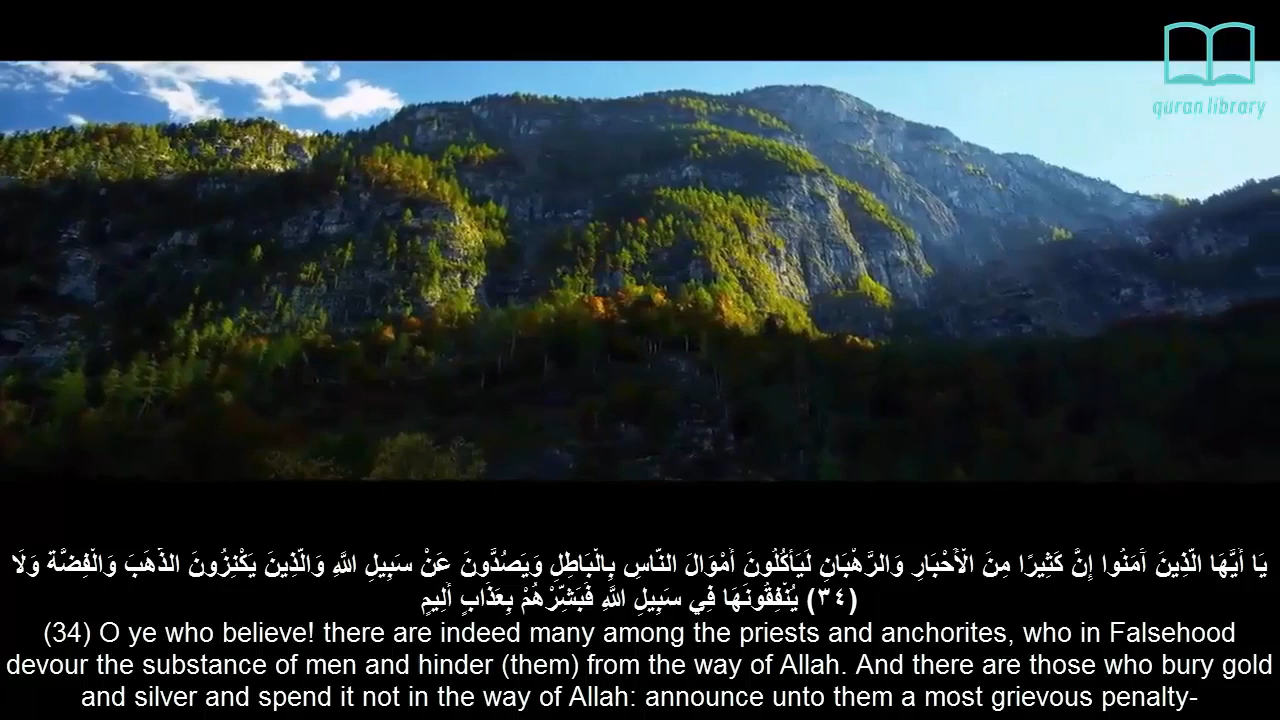 quran library
يَا أَيُّهَا الَّذِينَ آمَنُوا إِنَّ كَثِيرًا مِنَ الْأَحْبَارِ وَالرُّهْبَانِ لَيَأْكُلُونَ أَمْوَالَ النَّاسِ بِالْبَاطِلِ وَيَصُدُّونَ عَنْ سَبِيلِ اللَّهِ وَالَّذِينَ يَكْنِزُونَ الذَّهَبَ وَالْفِضَّةَ وَلَا
يُنْفِقُونَهَا فِي سَبِيلِ اللَّهِ فَبَشِّرْهُمْ بِعَذَابٍ أَلِيمٍ (٣٤)
(34) O ye who believe! there are indeed many among the priests and anchorites, who in Falsehood
devour the substance of men and hinder (them) from the way of Allah. And there are those who bury gold
and silver and spend it not in the way of Allah: announce unto them a most grievous penalty-